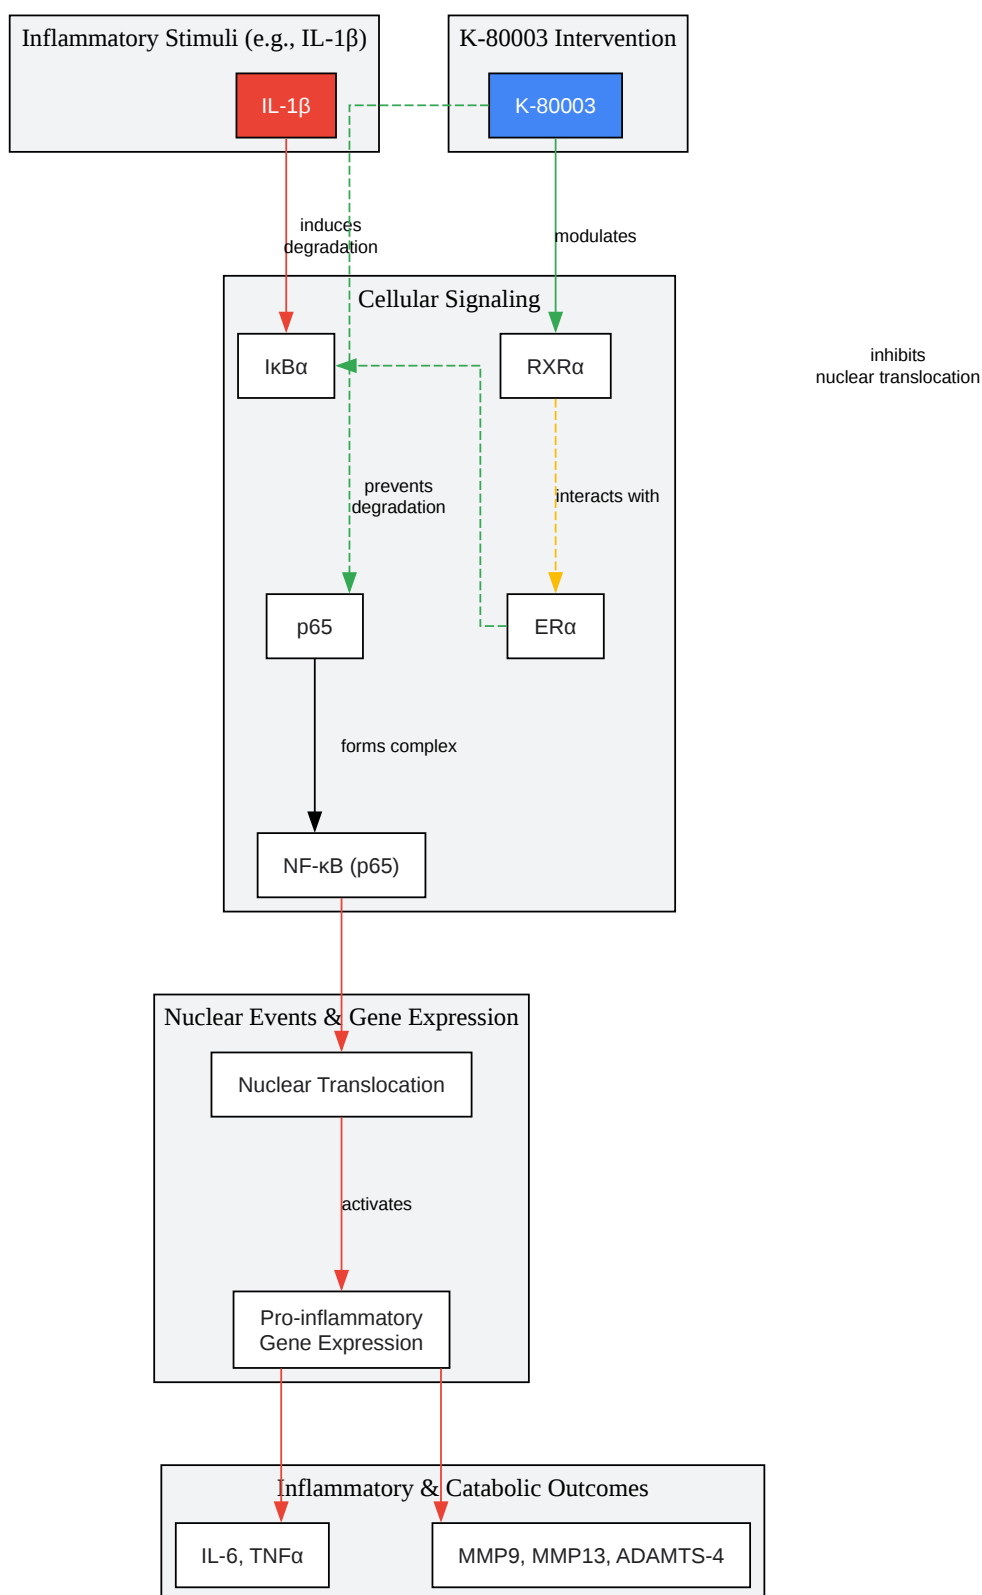 Inflammatory Stimuli (e.g., IL-1β)
K-80003 Intervention
IL-1β
K-80003
induces
degradation
modulates
Cellular Signaling
IκBα
RXRα
inhibits
nuclear translocation
prevents
degradation
interacts with
p65
ERα
forms complex
NF-κB (p65)
Nuclear Events & Gene Expression
Nuclear Translocation
activates
Pro-inflammatory
Gene Expression
Inflammatory & Catabolic Outcomes
IL-6, TNFα
MMP9, MMP13, ADAMTS-4